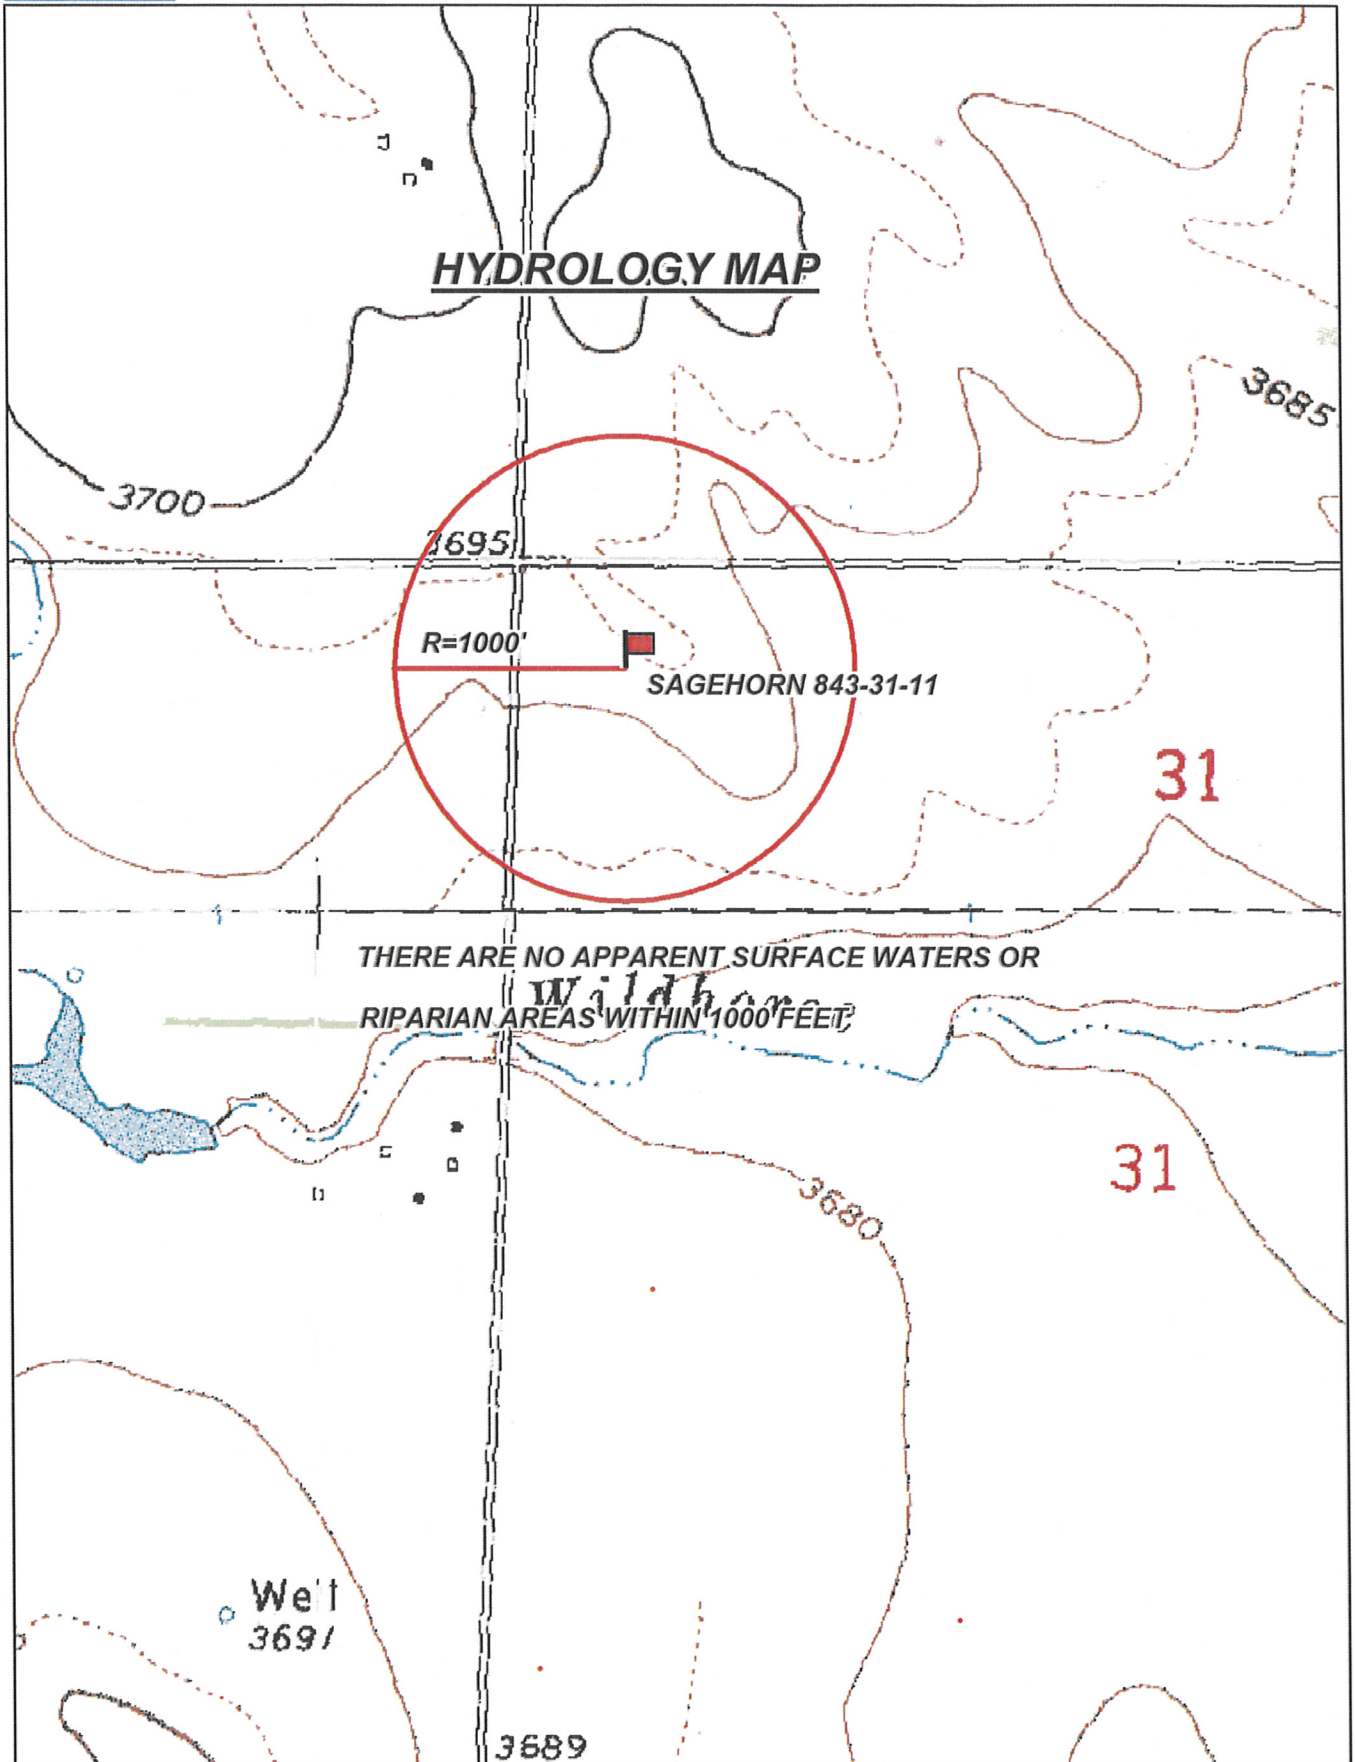 HYDROLOGY MAP
3685
3700
3695
R=1000'
SAGEHORN 843-31-11
31
THERE ARE NO APPARENT SURFACE WATERS OR
RIPARIAN AREAS WITHIN 1000 FEET
31
3680
Well
3691
3689